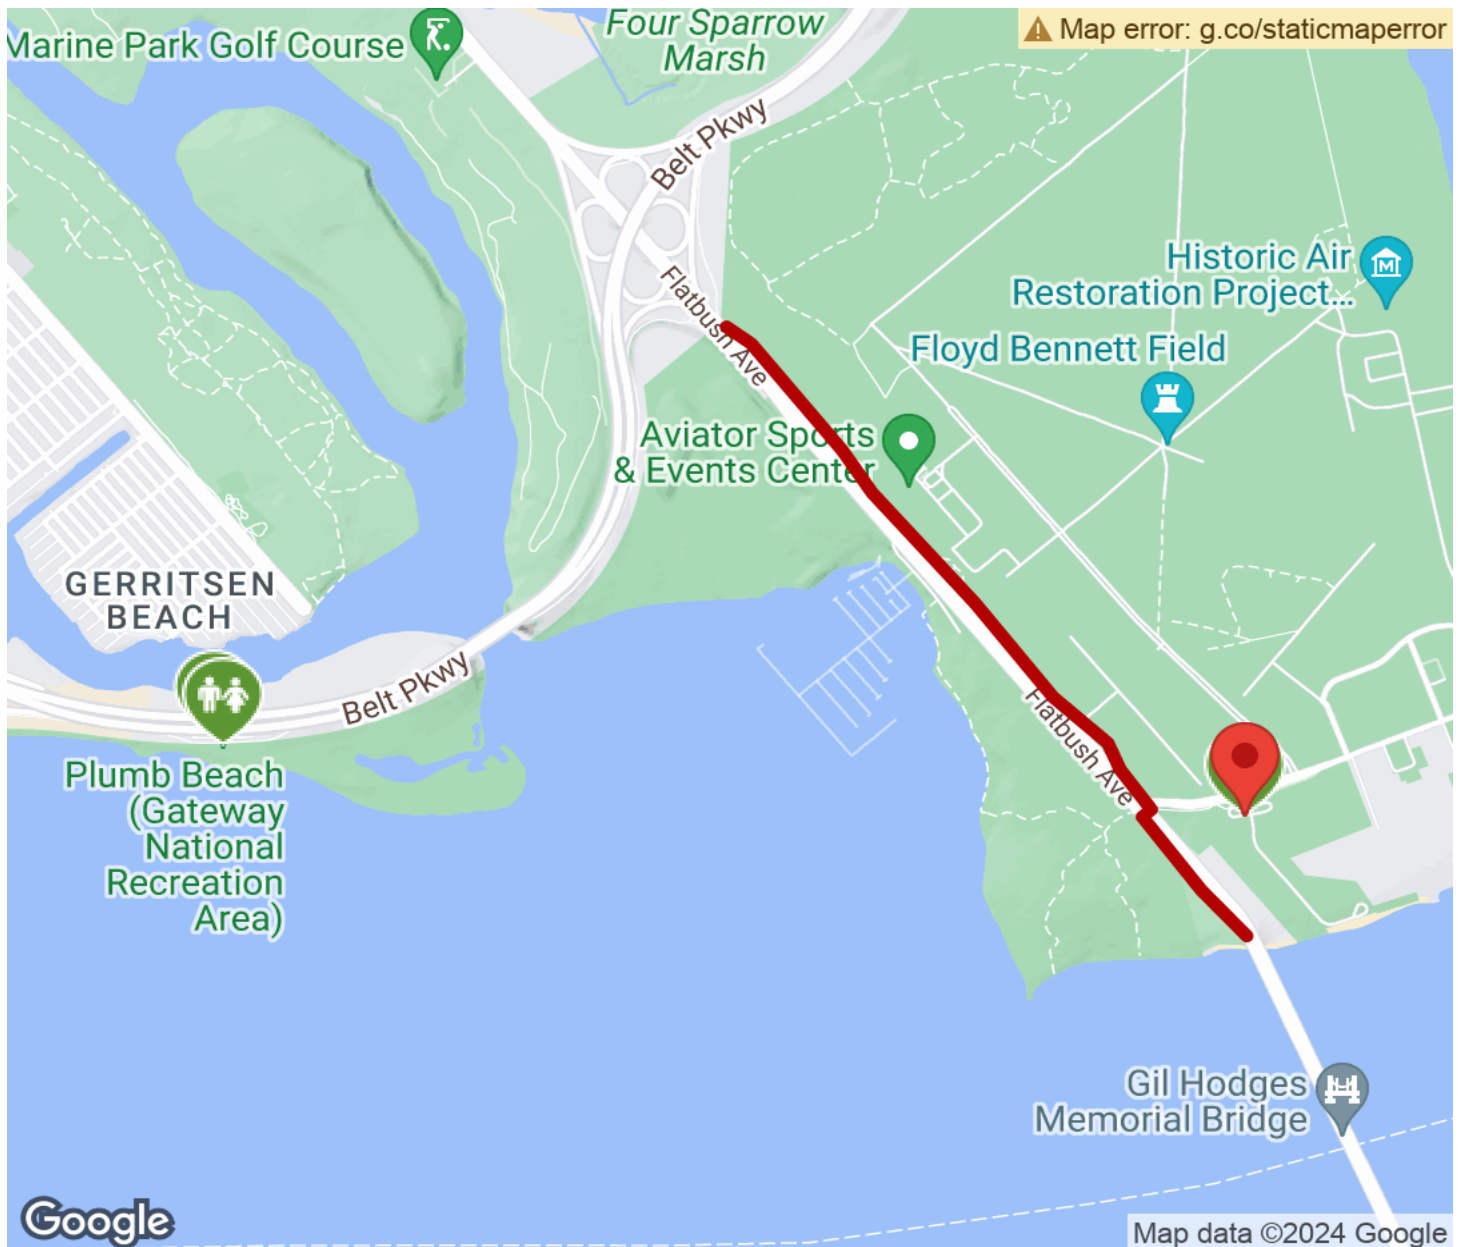 Map error: g.co/staticmaperror
Marine Park Golf Course
Four Sparrow
Marsh
Belt Pkwy
Historic Air
Restoration Project...
Flatbush Ave
Floyd Bennett Field
Aviator Sports
& Events Center
GERRITSEN
BEACH
Belt Pkwy
Flatbush Ave
Plumb Beach
(Gateway
National
Recreation
Area)
Gil Hodges
Memorial Bridge
Google
Map data ©2024 Google